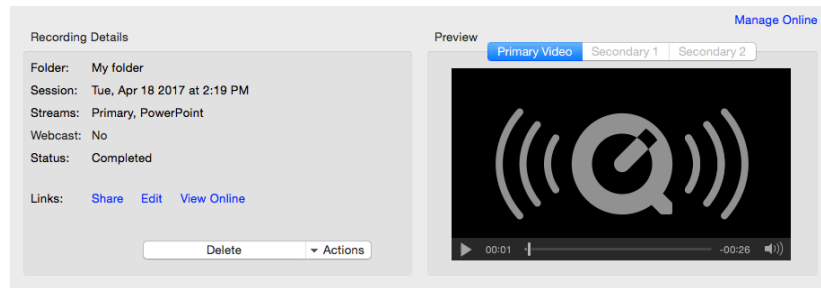 Manage Online
Recording Details
Folder: My folder
Session: Tue, Apr 18 2017 at 2:19 PM
Streams: Primary, PowerPoint
Webcast: No
Status: Completed
Links: Share Edit View Online
Delete Actions
Preview
Primary Video Secondary 1 Secondary 2
00:01 -00:26